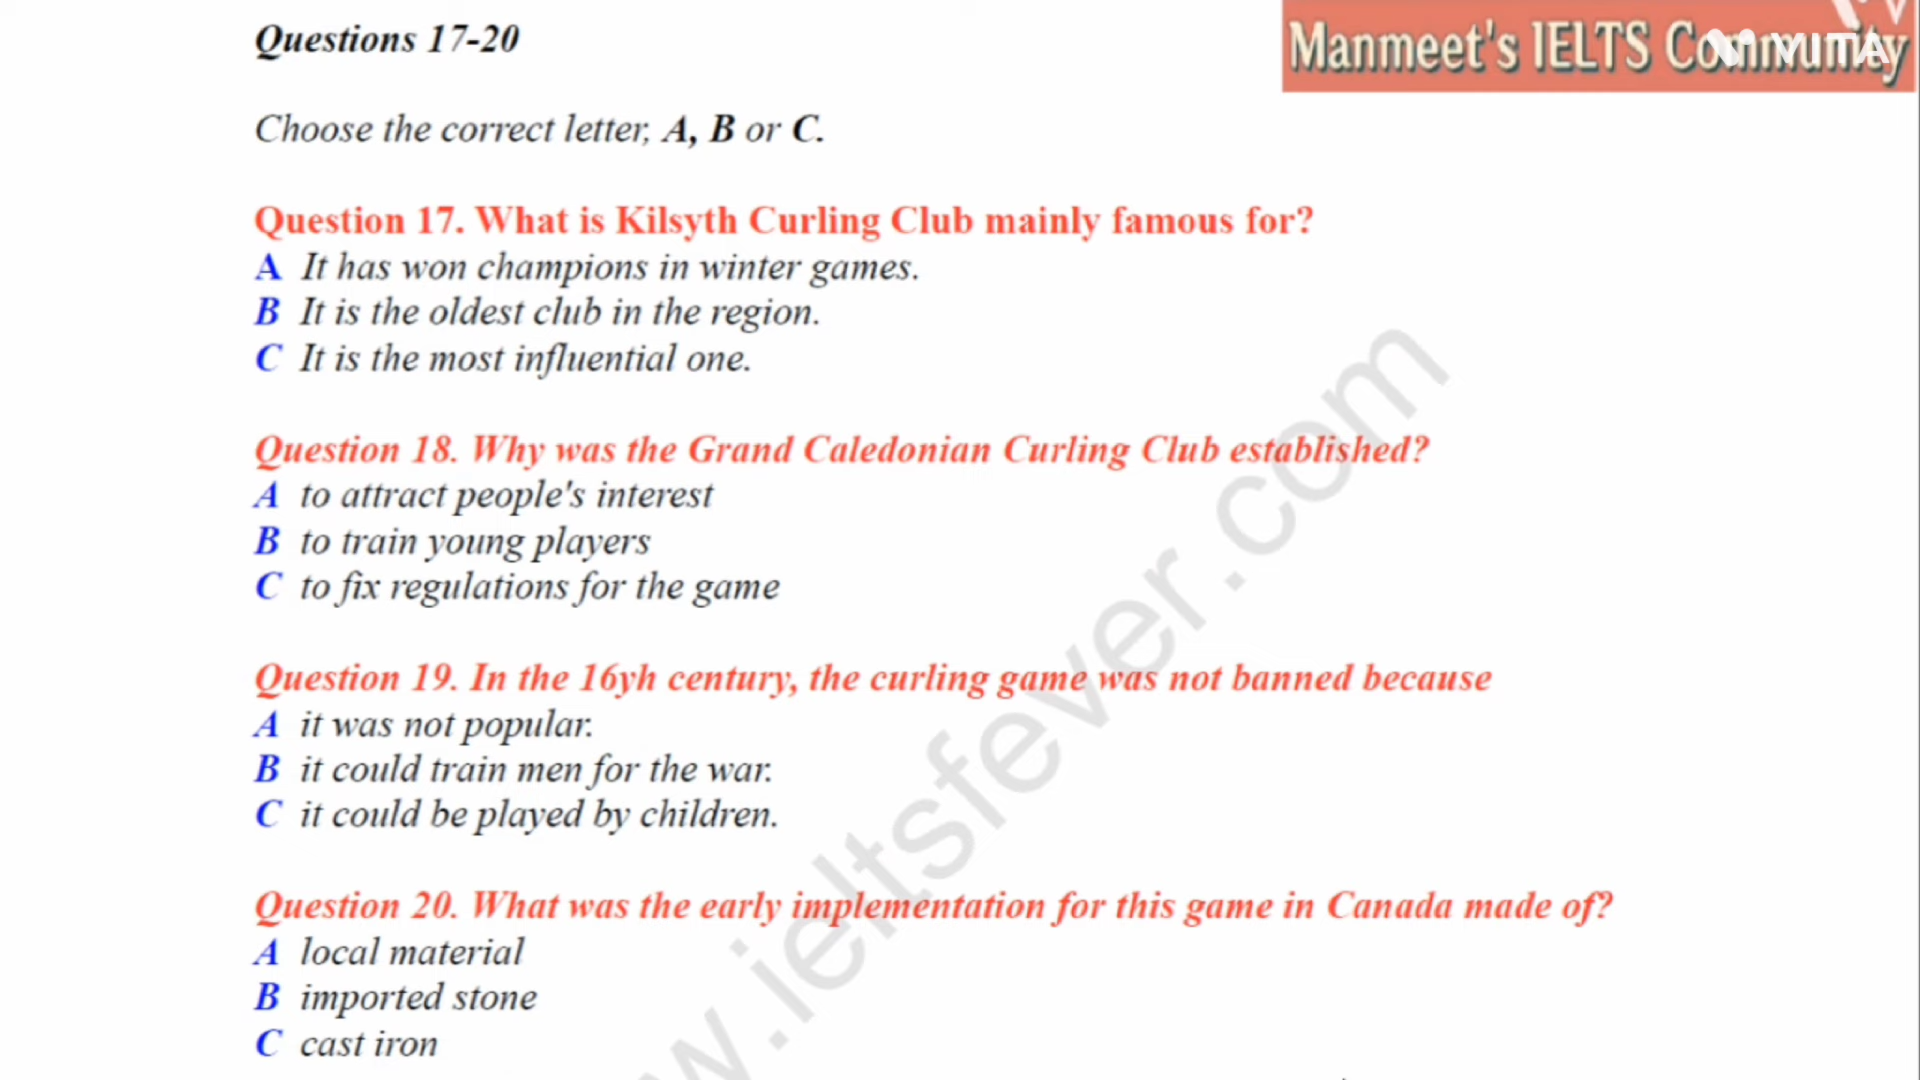 Questions 17-20
Manmeet's IELTS Community
VITA
Choose the correct letter, A, B or C.
Question 17. What is Kilsyth Curling Club mainly famous for?
A It has won champions in winter games.
B It is the oldest club in the region.
C It is the most influential one.
Question 18. Why was the Grand Caledonian Curling Club established?
A to attract people's interest
B to train young players
C to fix regulations for the game
Question 19. In the 16yh century, the curling game was not banned because
A it was not popular.
B it could train men for the war.
C it could be played by children.
Question 20. What was the early implementation for this game in Canada made of?
A local material
B imported stone
C cast iron
w.ieltsfever.com